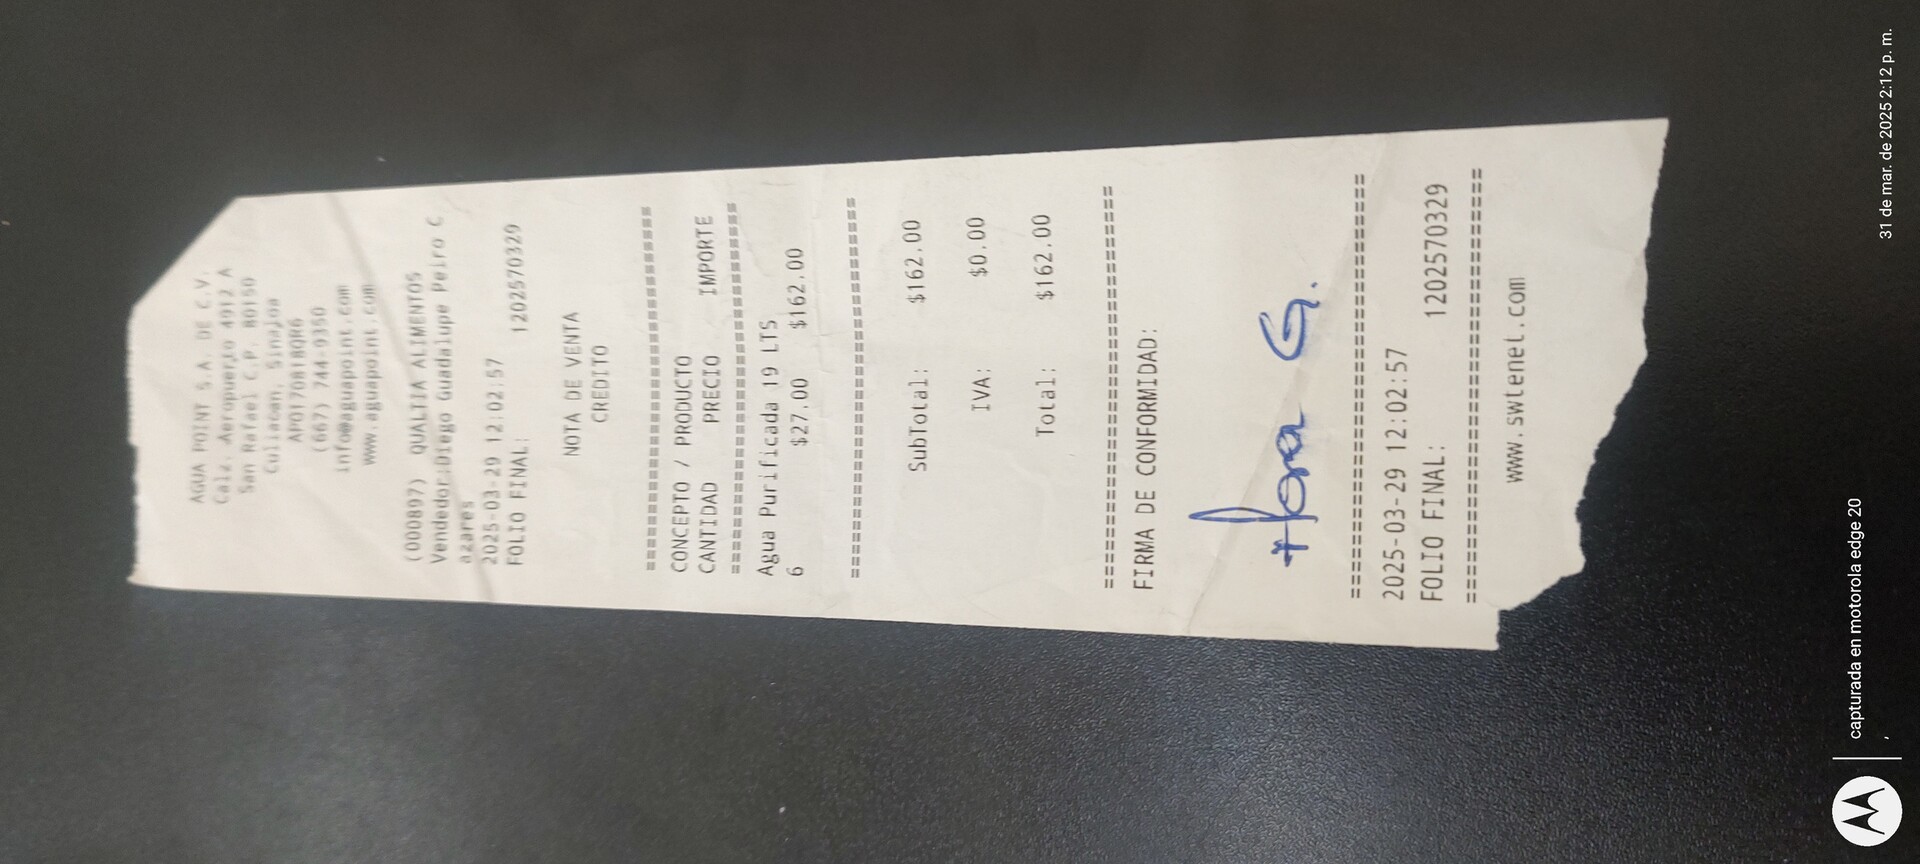 AGUA POINT S.A. DE C.V.
Calz. Aeropuerto 4912 A
San Rafael C.P. 80150
Culiacan, Sinaloa
(667) 744-9350
info@aguapoint.com
www.aguapoint.com
(000897) QUALTIA ALIMENTOS
Vendedor:Diego Guadalupe Peiro C
azares
2025-03-29 12:02:57
FOLIO FINAL: 1202570329
NOTA DE VENTA
CREDITO
================================
CONCEPTO / PRODUCTO
CANTIDAD PRECIO IMPORTE
================================
Agua Purificada 19 LTS
6 $27.00 $162.00
================================
SubTotal: $162.00
IVA: $0.00
Total: $162.00
================================
FIRMA DE CONFORMIDAD:
G.
================================
2025-03-29 12:02:57
FOLIO FINAL: 1202570329
================================
www.swtenet.com
capturada en motorola edge 20
31 de mar. de 2025 2:12 p. m.